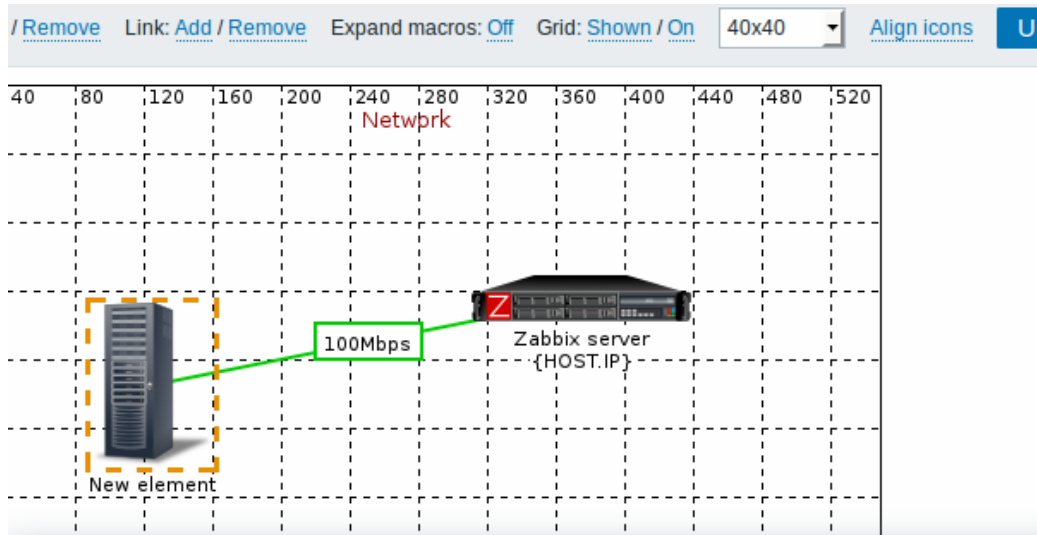 / Remove Link: Add / Remove Expand macros: Off Grid: Shown / On 40x40 Align icons U
40 80 120 160 200 240 280 320 360 400 440 480 520
Network
Z
100Mbps
Zabbix server
{HOST.IP}
New element